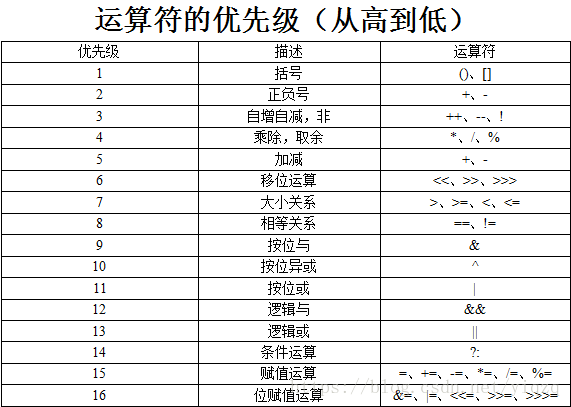 运算符的优先级（从高到低）
优先级 描述 运算符
1 括号 ()、[]
2 正负号 +、-
3 自增自减，非 ++、--、!
4 乘除，取余 *、/、%
5 加减 +、-
6 移位运算 <<、>>、>>>
7 大小关系 >、>=、<、<=
8 相等关系 ==、!=
9 按位与 &
10 按位异或 ^
11 按位或 |
12 逻辑与 &&
13 逻辑或 ||
14 条件运算 ?:
15 赋值运算 =、+=、-=、*=、/=、%=
16 位赋值运算 &=、|=、<<=、>>=、>>>=